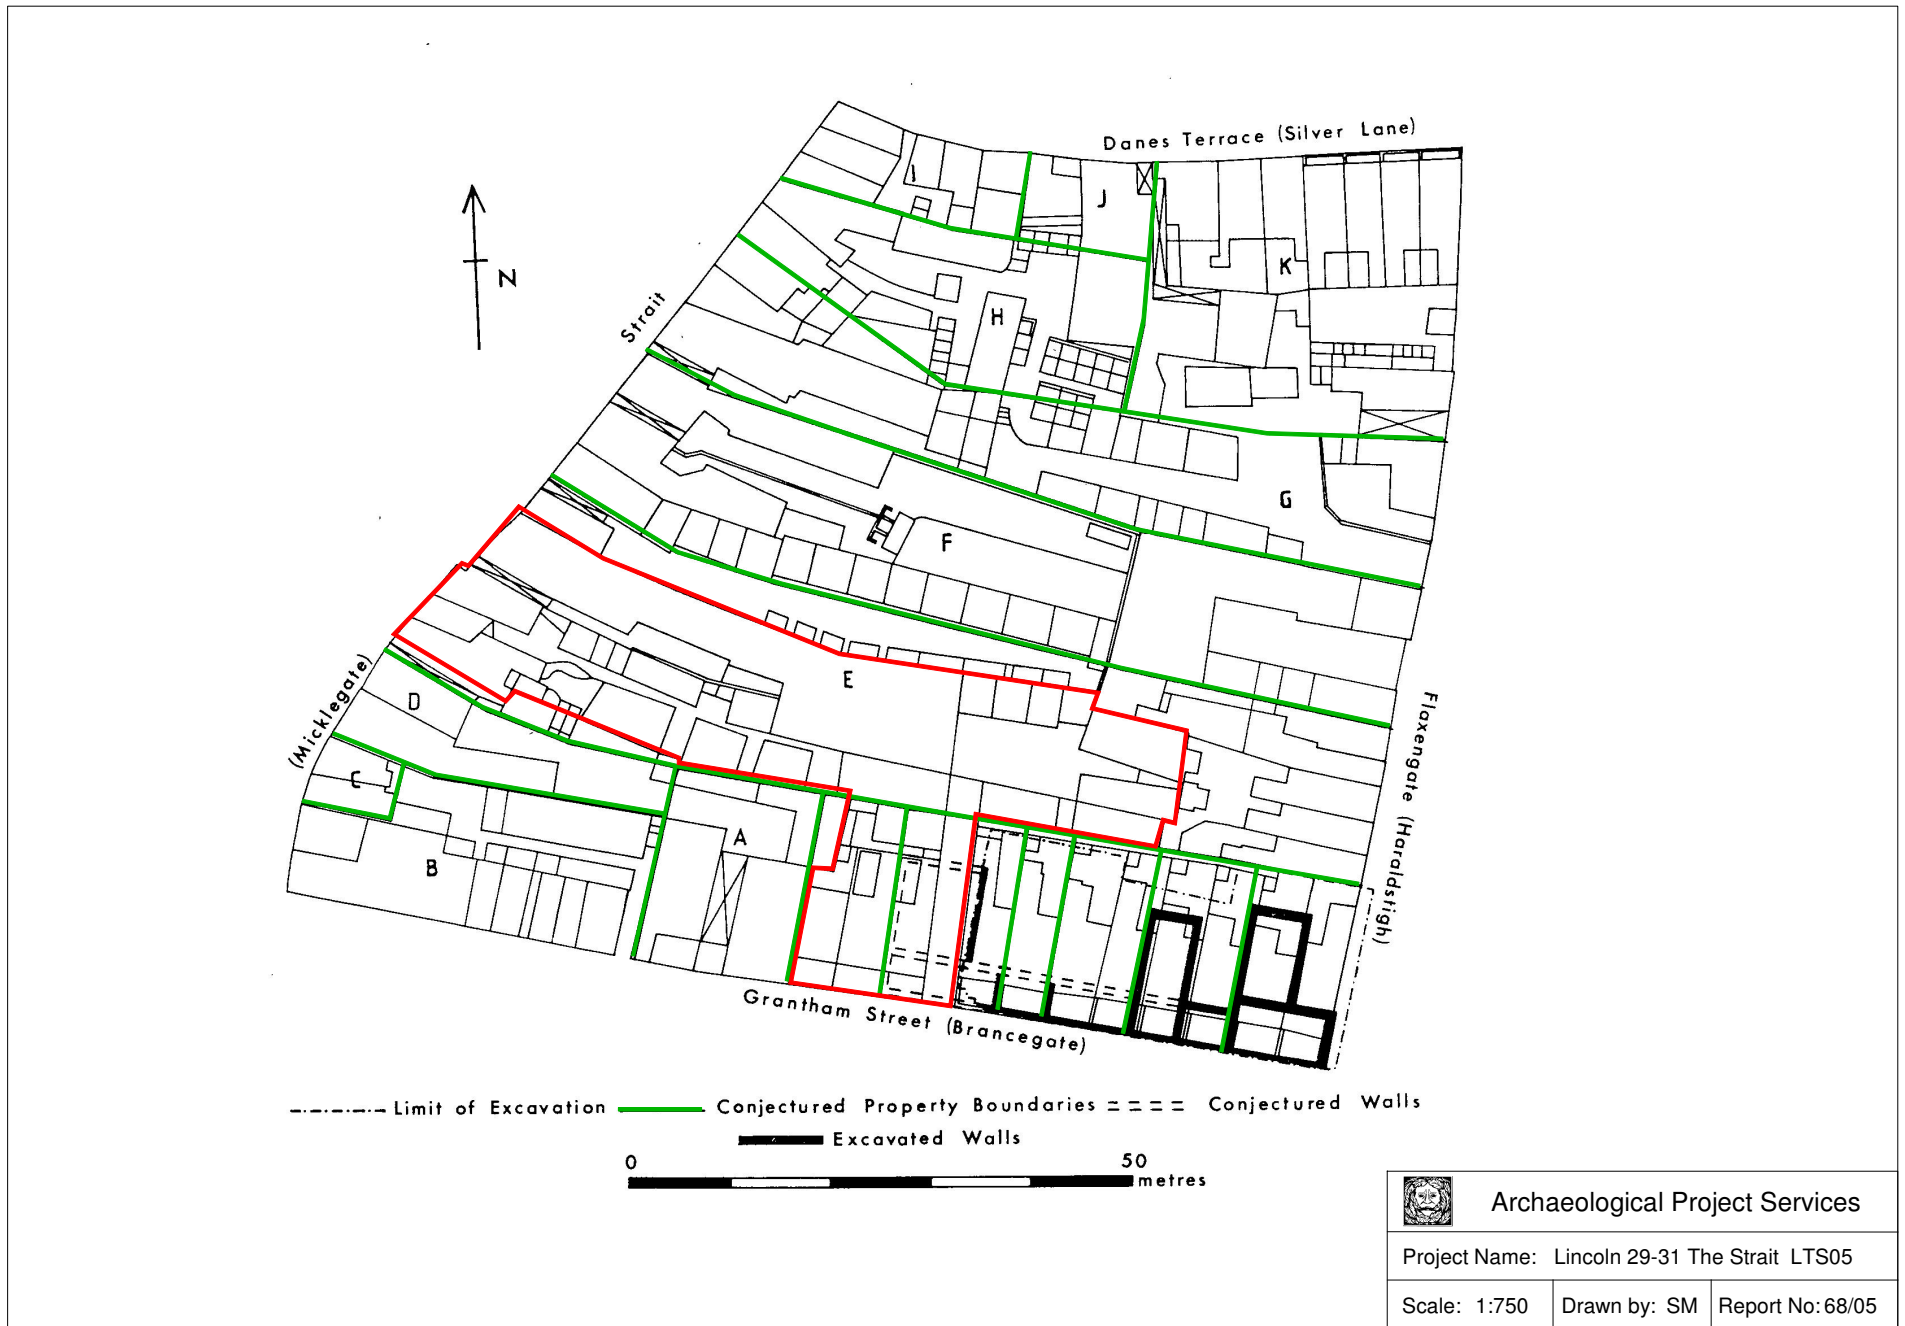 Danes Terrace (Silver Lane)
I
J
K
N
Strait
H
G
F
E
(Micklegate)
D
C
A
B
Flaxengate (Haraldstigh)
Grantham Street (Brancegate)
Limit of Excavation
Conjectured Property Boundaries
Conjectured Walls
Excavated Walls
0
50
metres
Archaeological Project Services
Project Name: Lincoln 29-31 The Strait LTS05
Scale: 1:750
Drawn by: SM
Report No: 68/05